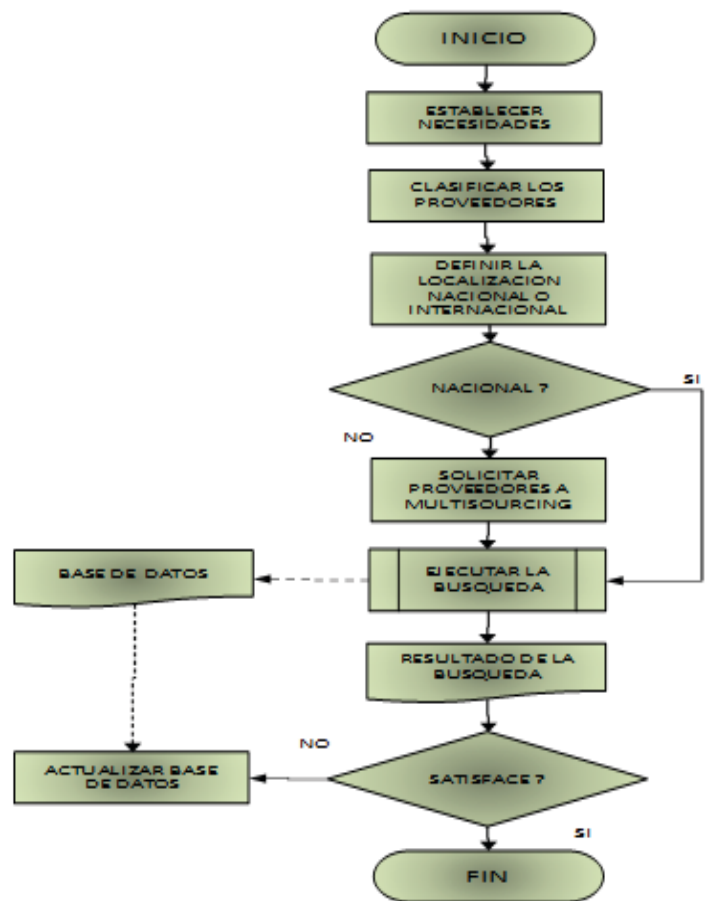 INICIO
ESTABLECER
NECESIDADES
CLASIFICAR LOS
PROVEEDORES
DEFINIR LA
LOCALIZACION
NACIONAL O
INTERNACIONAL
NACIONAL ?
SI
NO
SOLICITAR
PROVEEDORES A
MULTISOURCING
BASE DE DATOS
EJECUTAR LA
BUSQUEDA
RESULTADO DE LA
BUSQUEDA
NO
ACTUALIZAR BASE
DE DATOS
SATISFACE ?
SI
FIN